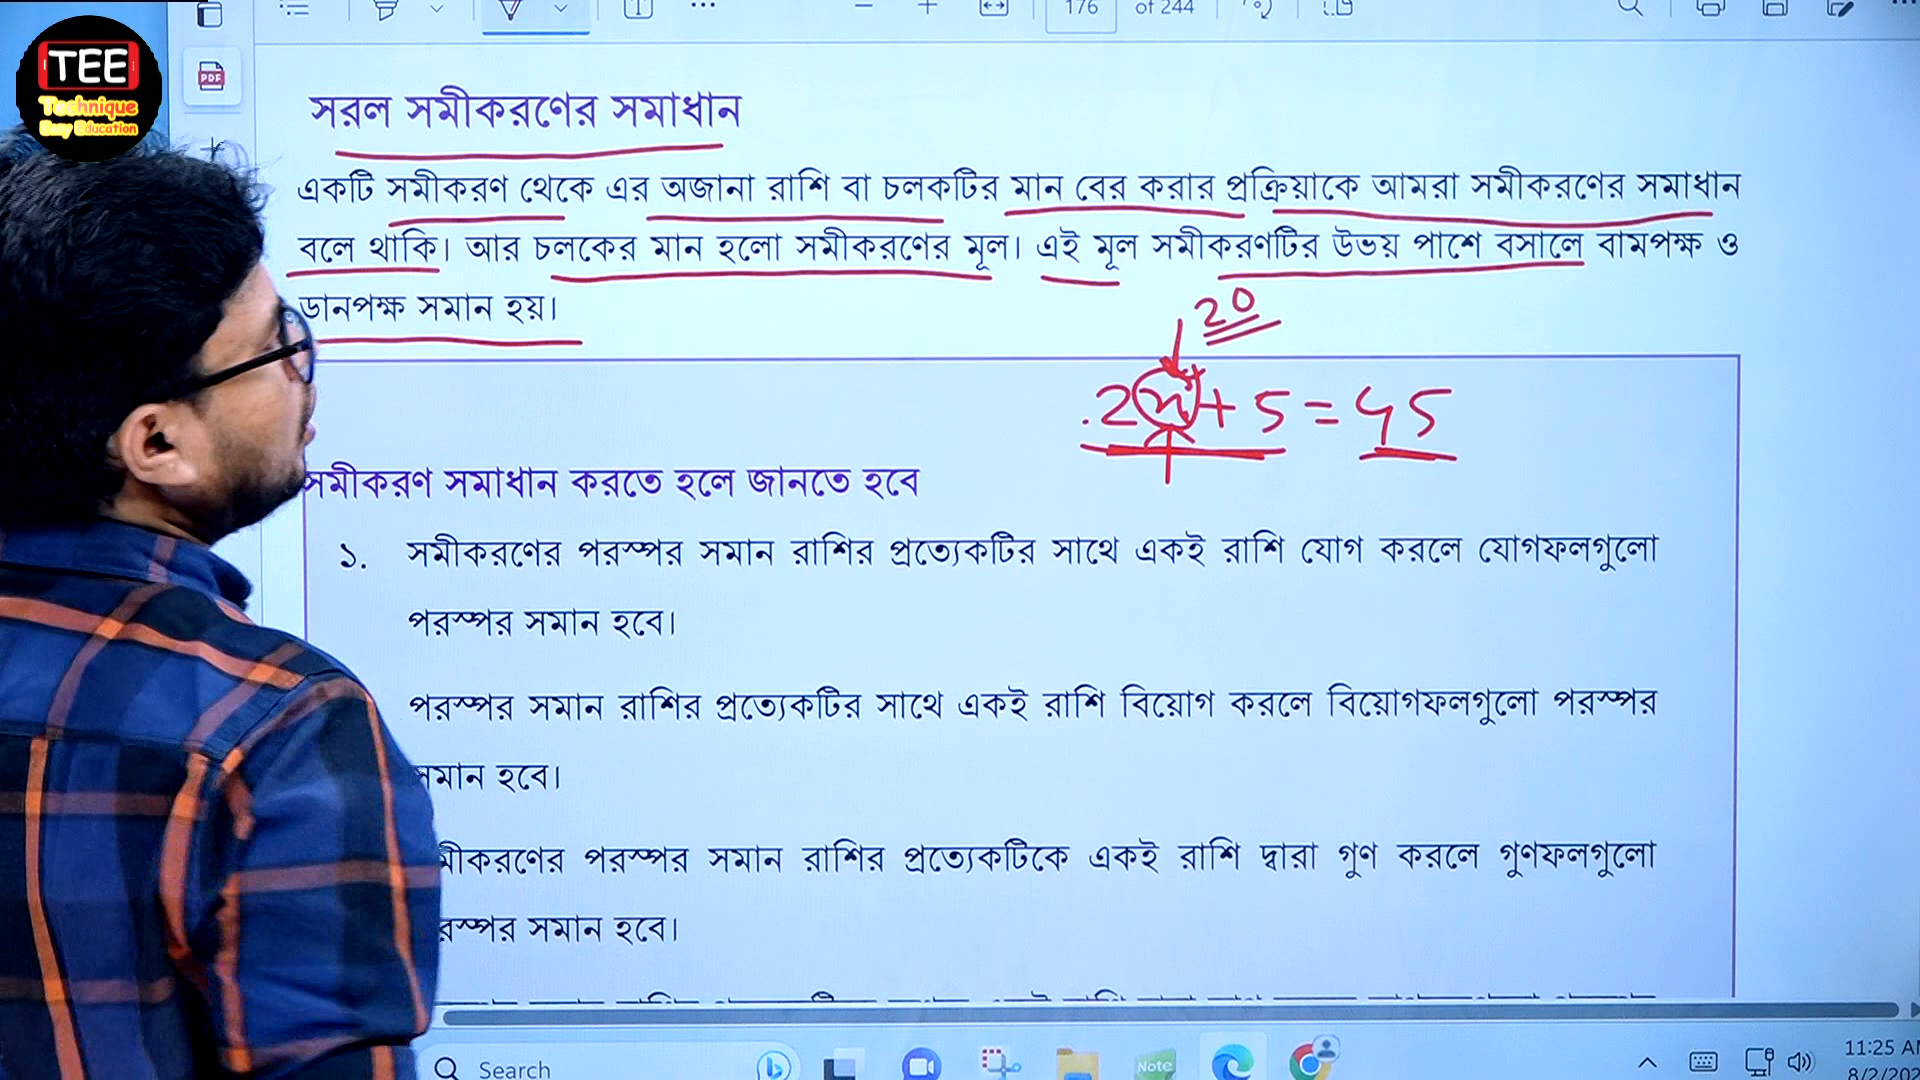 176 of 244
TEE
Technique
Easy Education
PDF
সরল সমীকরণের সমাধান
একটি সমীকরণ থেকে এর অজানা রাশি বা চলকটির মান বের করার প্রক্রিয়াকে আমরা সমীকরণের সমাধান
বলে থাকি। আর চলকের মান হলো সমীকরণের মূল। এই মূল সমীকরণটির উভয় পাশে বসালে বামপক্ষ ও
ডানপক্ষ সমান হয়।
20
2x + 5 = 45
সমীকরণ সমাধান করতে হলে জানতে হবে
১. সমীকরণের পরস্পর সমান রাশির প্রত্যেকটির সাথে একই রাশি যোগ করলে যোগফলগুলো
পরস্পর সমান হবে।
পরস্পর সমান রাশির প্রত্যেকটির সাথে একই রাশি বিয়োগ করলে বিয়োগফলগুলো পরস্পর
সমান হবে।
পরস্পর সমান রাশির প্রত্যেকটিকে একই রাশি দ্বারা গুণ করলে গুণফলগুলো
সমান হবে।
Search
Note
11:25 AM